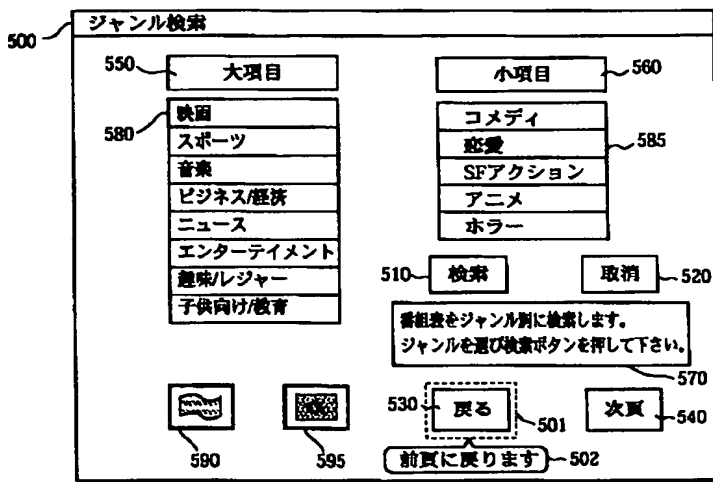 ジャンル検索
500
550
大項目
小項目
560
580
映画
スポーツ
音楽
ビジネス/経済
ニュース
エンターテイメント
趣味/レジャー
子供向け/教育
コメディ
恋愛
SFアクション
アニメ
ホラー
585
510
検索
取消
520
番組表をジャンル別に検索します。
ジャンルを選び検索ボタンを押して下さい。
570
590
595
530
戻る
501
次頁
540
前頁に戻ります
502